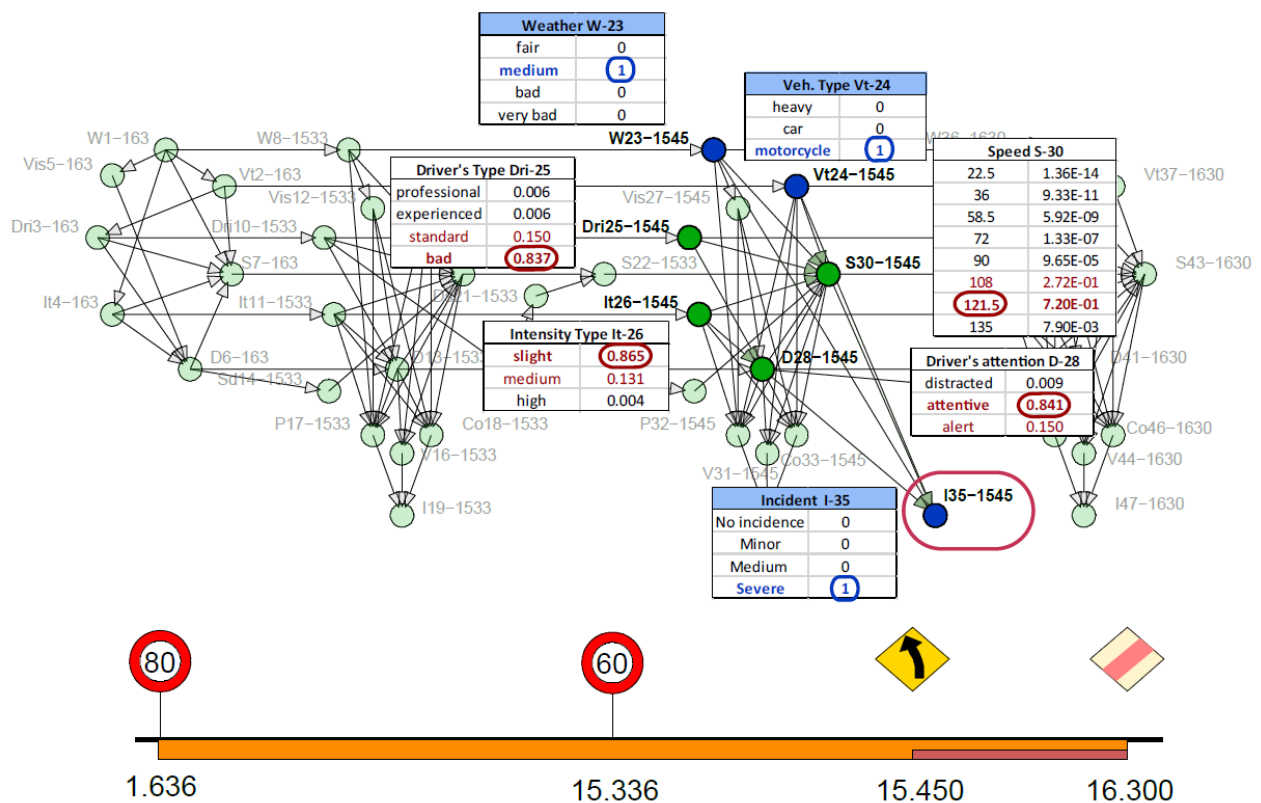 Weather W-23
fair 0
medium 1
bad 0
very bad 0
Veh. Type Vt-24
heavy 0
car 0
motorcycle 1
W1-163
W8-1533
W23-1545
W36-1630
Vis5-163
Vt2-163
Vis12-1533
Driver's Type Dri-25
professional 0.006
experienced 0.006
standard 0.150
bad 0.837
Vis27-1545
Vt24-1545
Vt37-1630
Speed S-30
22.5 1.36E-14
36 9.33E-11
58.5 5.92E-09
72 1.33E-07
90 9.65E-05
108 2.72E-01
121.5 7.20E-01
135 7.90E-03
Dri3-163
Dri10-1533
Dri25-1545
S7-163
S22-1533
S30-1545
S43-1630
It4-163
It11-1533
It26-1545
Intensity Type It-26
slight 0.865
medium 0.131
high 0.004
D6-163
Sd14-1533
D13-1533
D28-1545
D41-1630
Driver's attention D-28
distracted 0.009
attentive 0.841
alert 0.150
P17-1533
Co18-1533
P32-1545
Co33-1545
Co46-1630
V16-1533
V31-1545
V44-1630
I19-1533
I35-1545
I47-1630
Incident I-35
No incidence 0
Minor 0
Medium 0
Severe 1
80
60
1.636
15.336
15.450
16.300